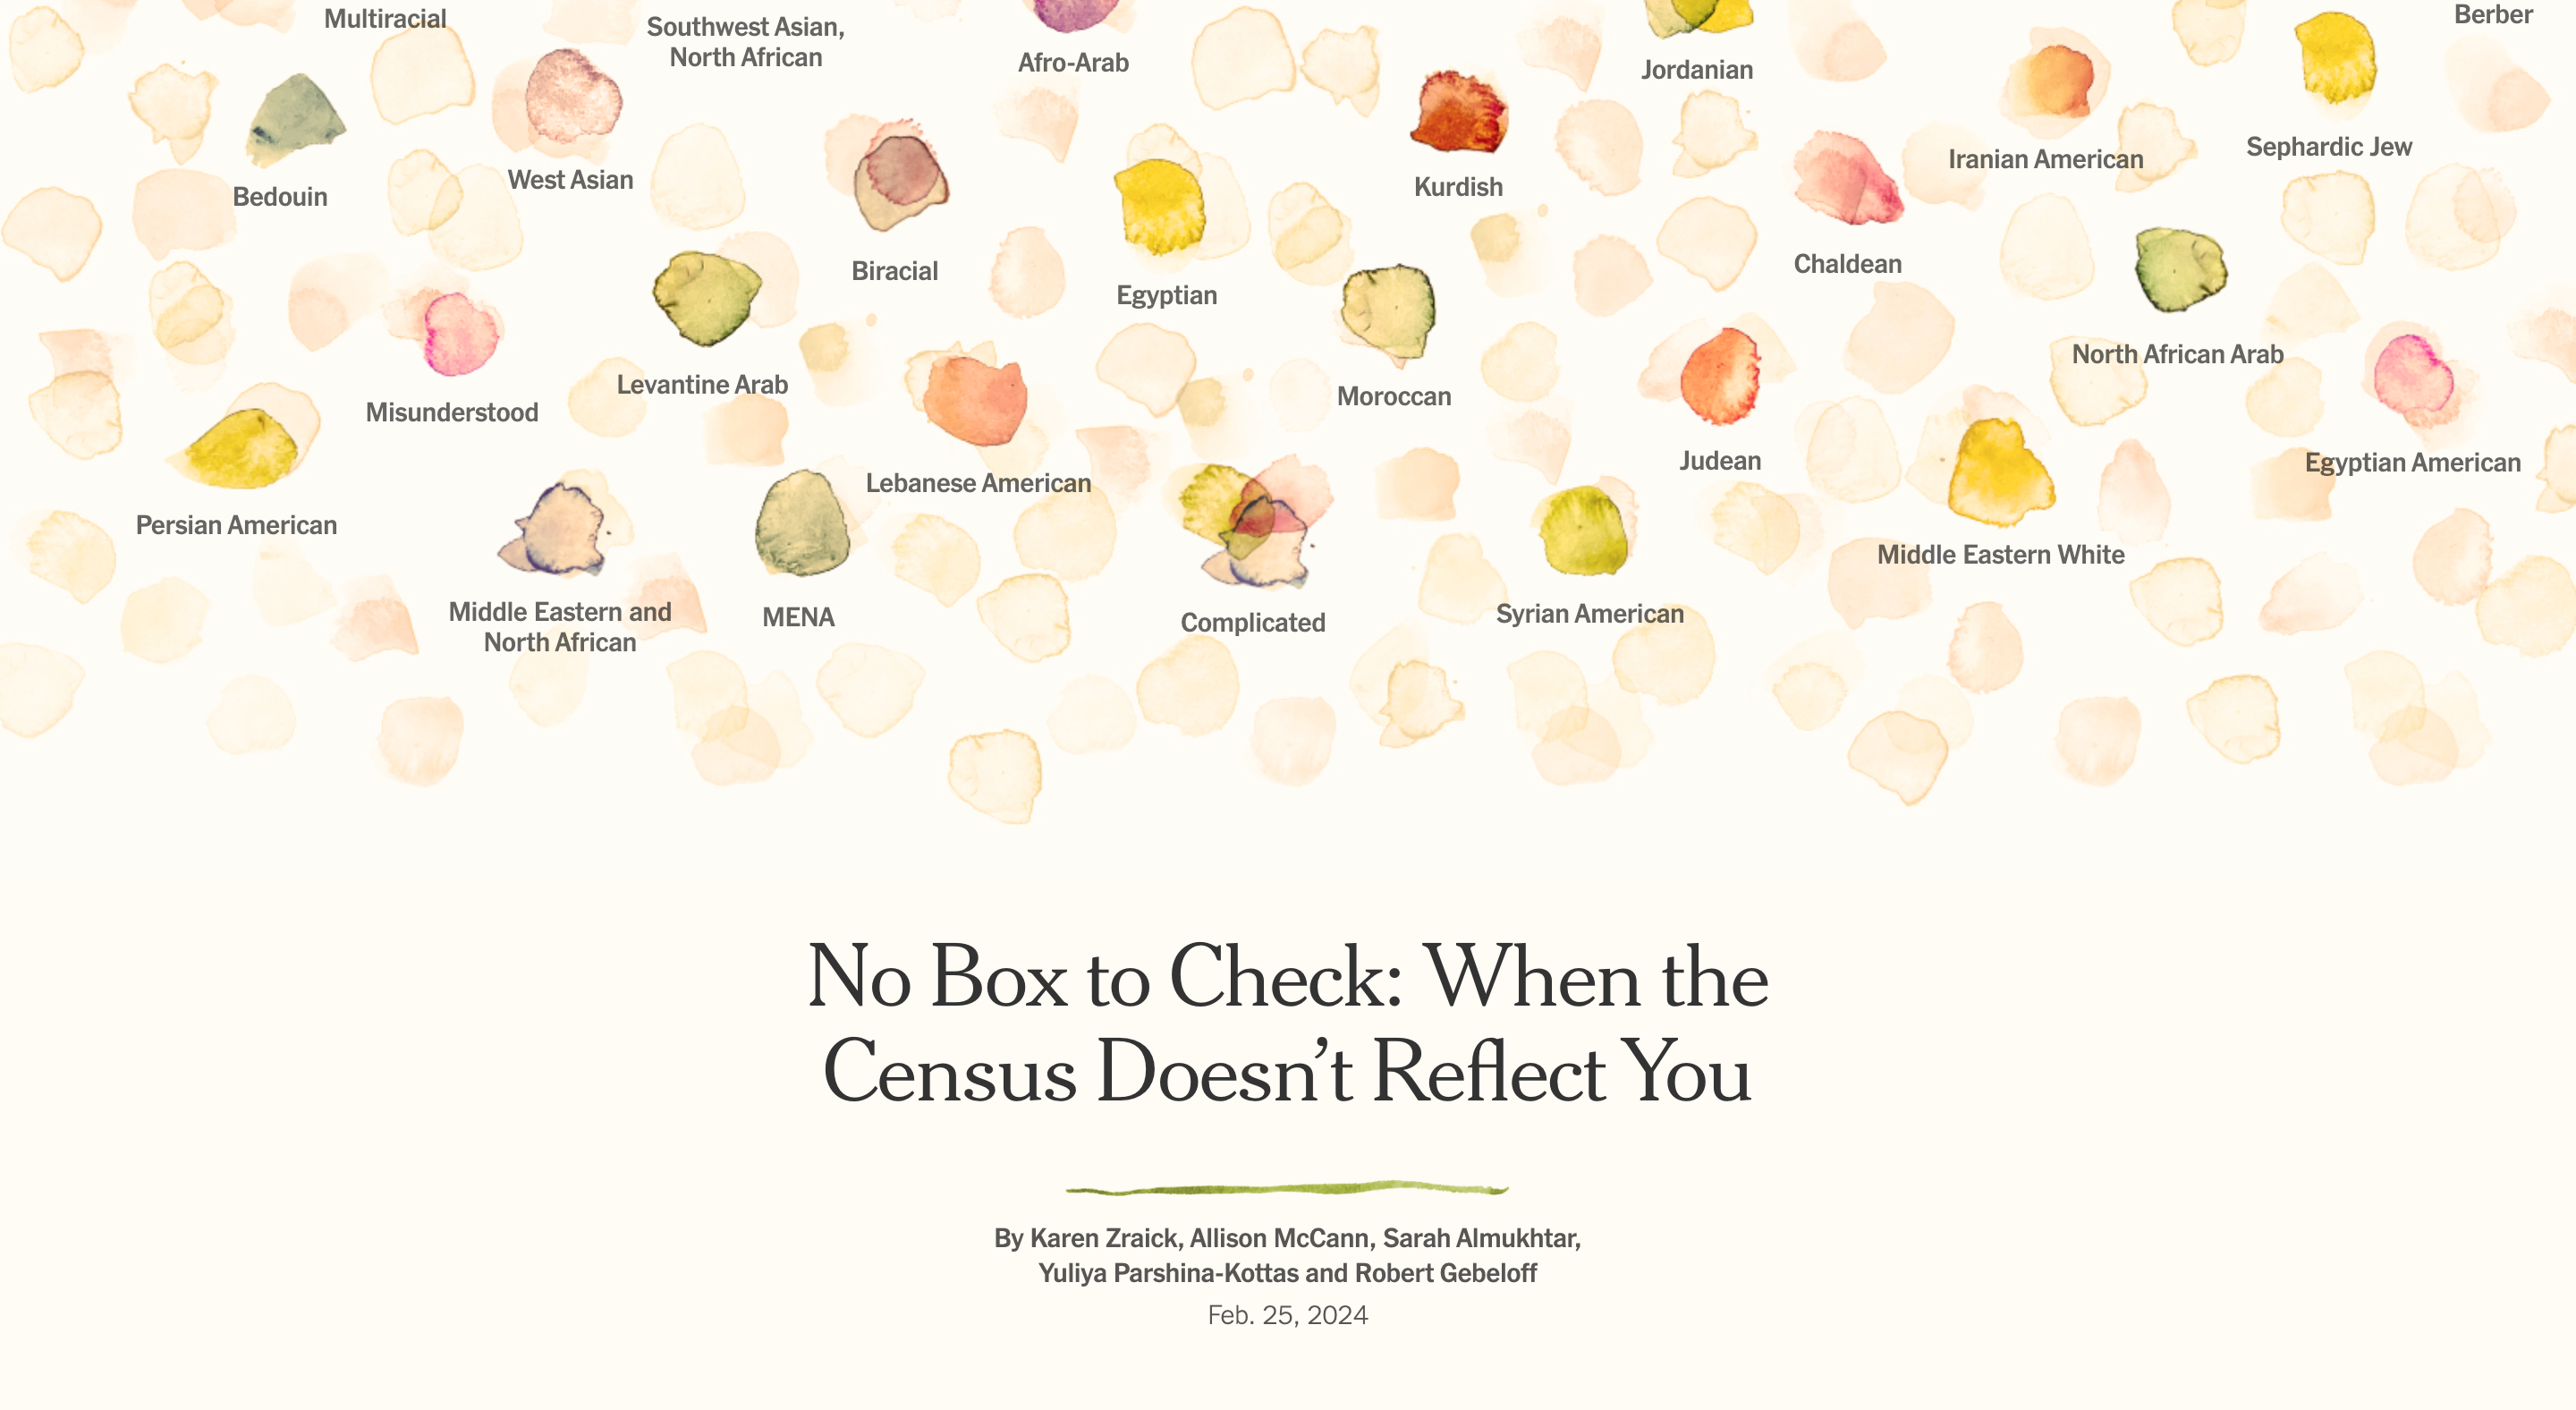 Multiracial
Southwest Asian,
North African
Afro-Arab
Jordanian
Berber
Bedouin
West Asian
Kurdish
Iranian American
Sephardic Jew
Biracial
Egyptian
Chaldean
Misunderstood
Levantine Arab
Moroccan
North African Arab
Persian American
Lebanese American
Judean
Egyptian American
Middle Eastern and
North African
MENA
Complicated
Syrian American
Middle Eastern White
No Box to Check: When the
Census Doesn’t Reflect You
By Karen Zraick, Allison McCann, Sarah Almukhtar,
Yuliya Parshina-Kottas and Robert Gebeloff
Feb. 25, 2024